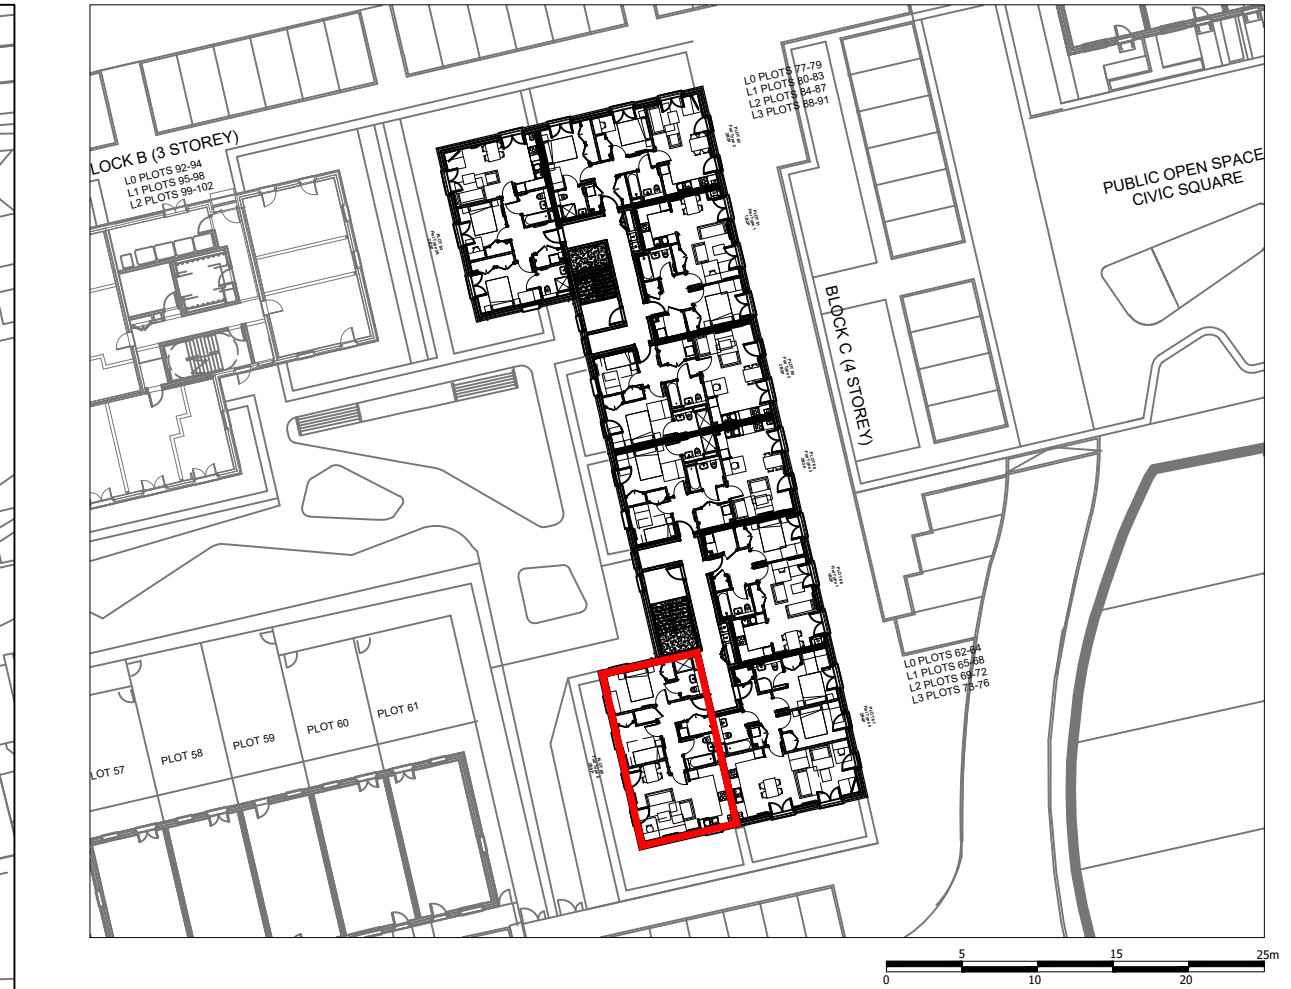 L0 PLOTS 77-79
L1 PLOTS 80-83
L2 PLOTS 84-87
L3 PLOTS 88-91
LOCK B (3 STOREY)
L0 PLOTS 92-94
L1 PLOTS 95-98
L2 PLOTS 99-102
PUBLIC OPEN SPACE
CIVIC SQUARE
BLOCK C (4 STOREY)
L0 PLOTS 62-64
L1 PLOTS 65-68
L2 PLOTS 69-72
L3 PLOTS 73-76
LOT 57
PLOT 58
PLOT 59
PLOT 60
PLOT 61
5 15 25m
0 10 20